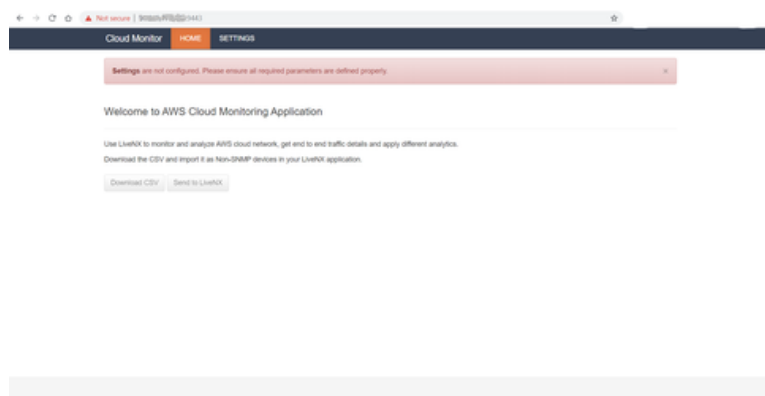 Not secure
Cloud Monitor HOME SETTINGS
Settings are not configured. Please ensure all required parameters are defined properly. ×
Welcome to AWS Cloud Monitoring Application
Use LiveNX to monitor and analyze AWS cloud network, get end to end traffic details and apply different analytics.
Download the CSV and import it as Non-SNMP devices in your LiveNX application.
Download CSV Send to LiveNX